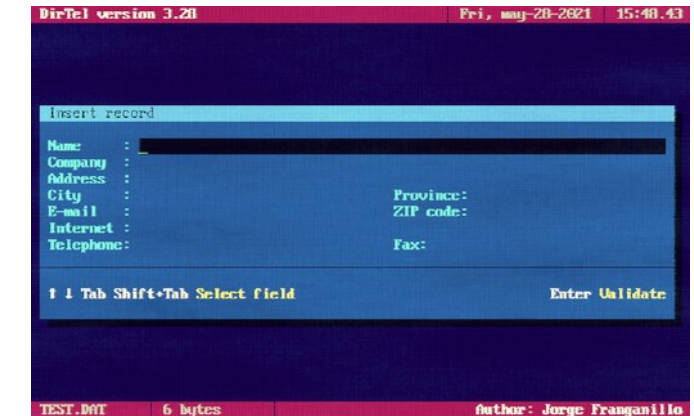 DirTel version 3.20 Fri, may-28-2021 15:40.43
Insert record
Name :
Company :
Address :
City : Province:
E-mail : ZIP code:
Internet :
Telephone: Fax:
↑ ↓ Tab Shift+Tab Select field Enter Validate
TEST.DAT 6 bytes Author: Jorge Franganillo